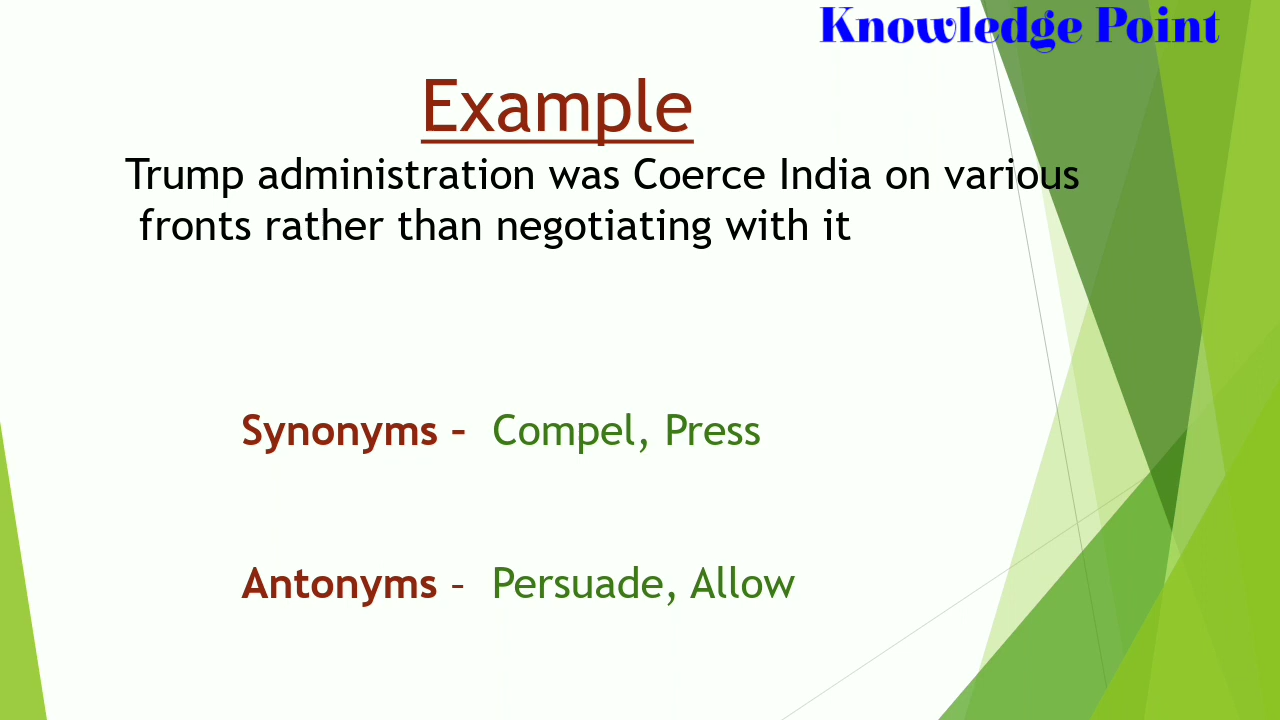 Knowledge Point
Example
Trump administration was Coerce India on various
fronts rather than negotiating with it
Synonyms – Compel, Press
Antonyms – Persuade, Allow